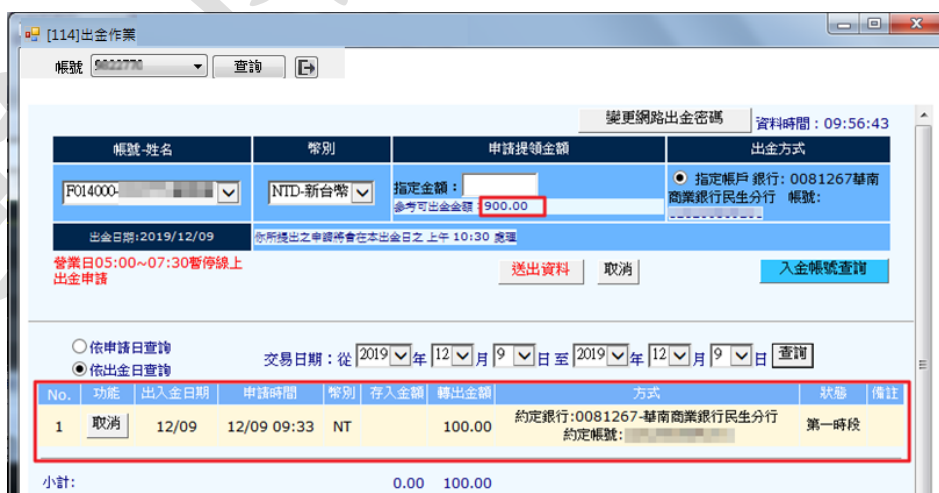 [114]出金作業
帳號 查詢
變更網路出金密碼 資料時間：09:56:43
帳號-姓名 幣別 申請提領金額 出金方式
F014000- NTD-新台幣 指定金額： 指定帳戶 銀行: 0081267華南
參考可出金金額：900.00 商業銀行民生分行 帳號:
出金日期:2019/12/09 你所提出之申請將會在本出金日之 上午 10:30 處理
營業日05:00~07:30暫停線上
出金申請
送出資料 取消 入金帳號查詢
依申請日查詢
依出金日查詢
交易日期：從 2019 年 12 月 9 日 至 2019 年 12 月 9 日 查詢
No. 功能 出入金日期 申請時間 幣別 存入金額 轉出金額 方式 狀態 備註
1 取消 12/09 12/09 09:33 NT 100.00 約定銀行:0081267-華南商業銀行民生分行 第一時段
約定帳號:
小計: 0.00 100.00